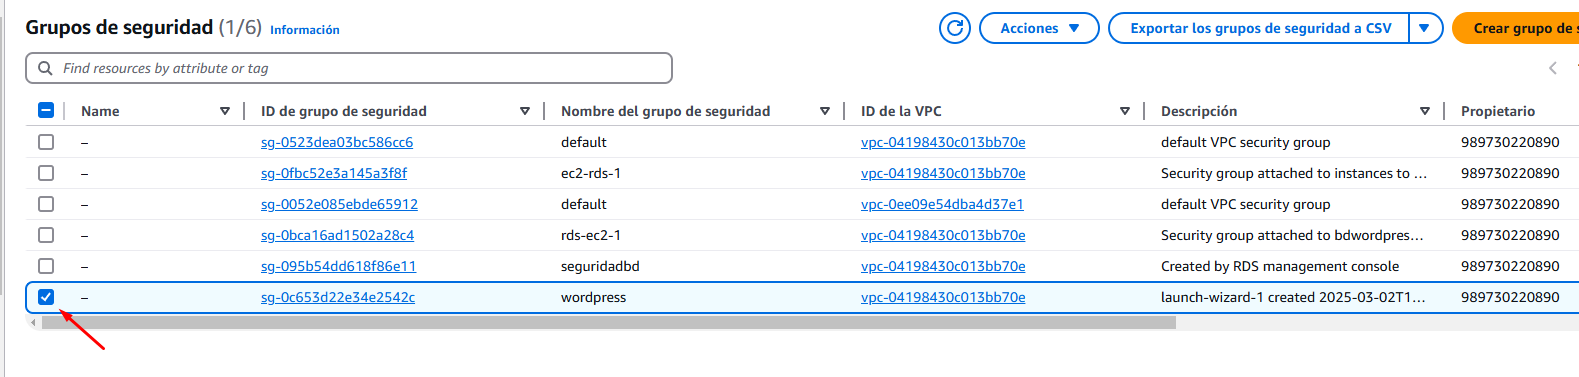 Grupos de seguridad (1/6) Información
Acciones Exportar los grupos de seguridad a CSV Crear grupo de s
Find resources by attribute or tag
Name ID de grupo de seguridad Nombre del grupo de seguridad ID de la VPC Descripción Propietario
– sg-0523dea03bc586cc6 default vpc-04198430c013bb70e default VPC security group 989730220890
– sg-0fbc52e3a145a3f8f ec2-rds-1 vpc-04198430c013bb70e Security group attached to instances to ... 989730220890
– sg-0052e085ebde65912 default vpc-0ee09e54dba4d37e1 default VPC security group 989730220890
– sg-0bca16ad1502a28c4 rds-ec2-1 vpc-04198430c013bb70e Security group attached to bdwordpres... 989730220890
– sg-095b54dd618f86e11 seguridadbd vpc-04198430c013bb70e Created by RDS management console 989730220890
– sg-0c653d22e34e2542c wordpress vpc-04198430c013bb70e launch-wizard-1 created 2025-03-02T1... 989730220890